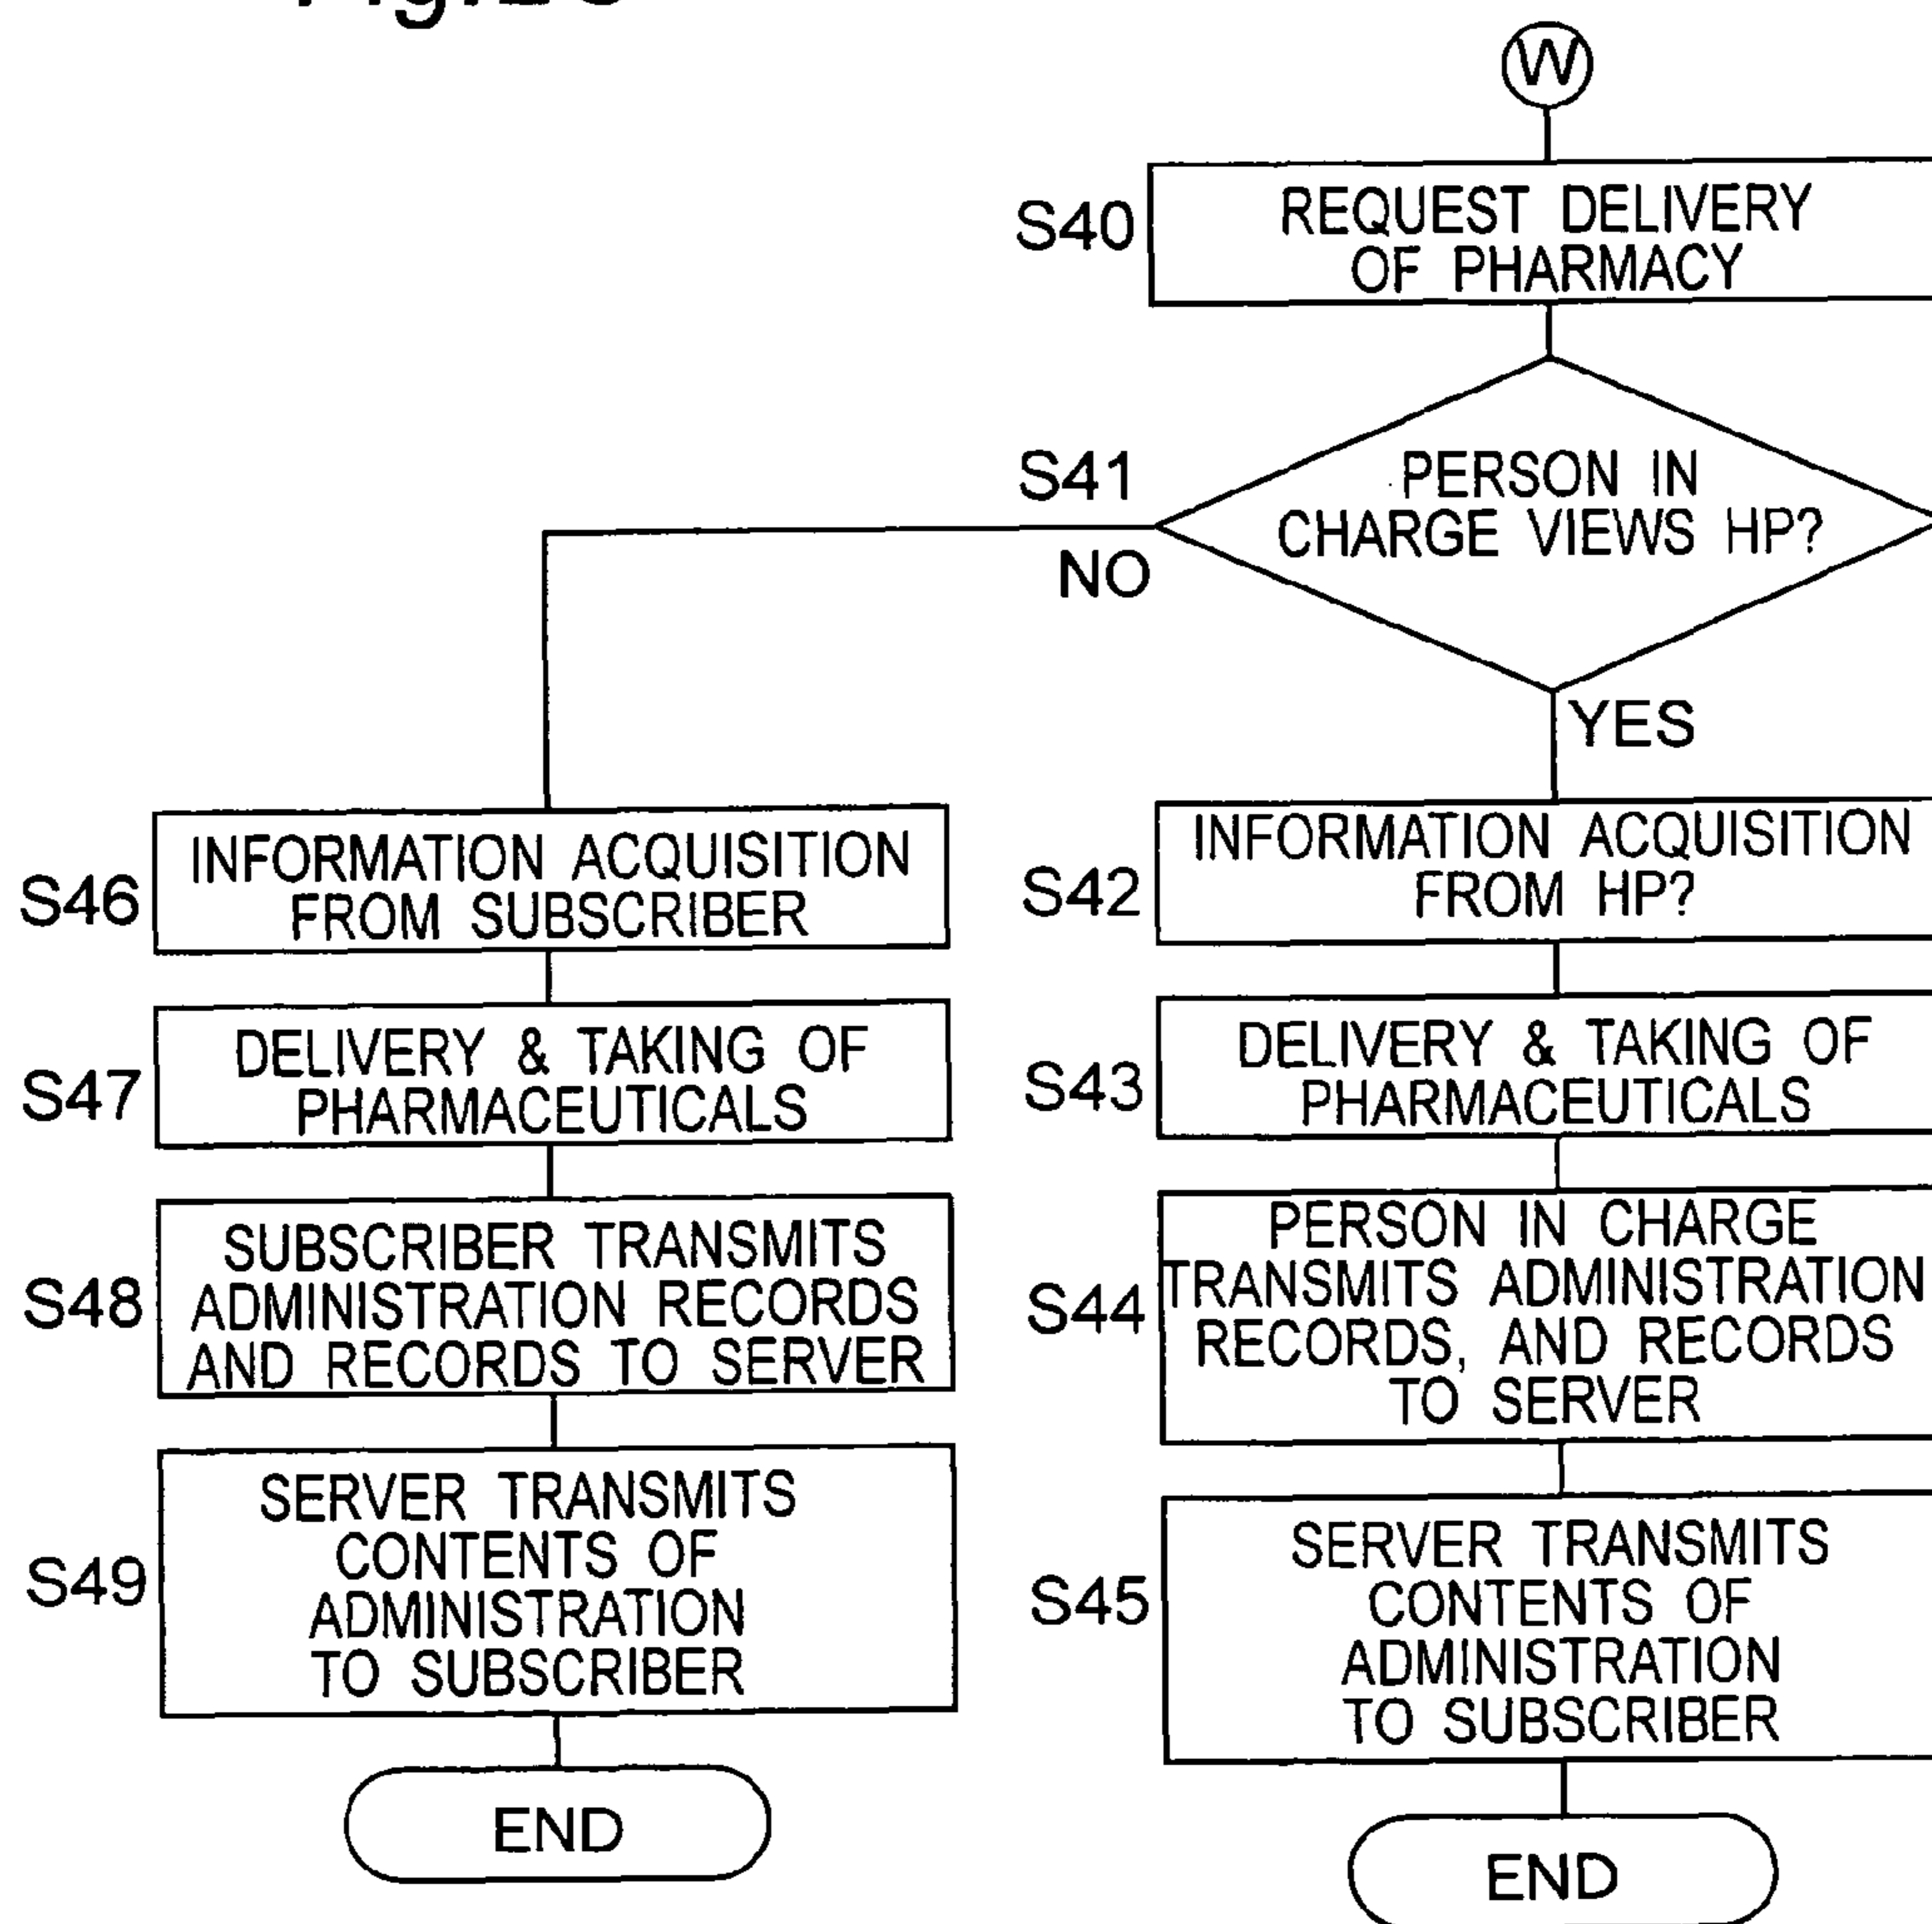 W
S40
REQUEST DELIVERY
OF PHARMACY
S41
PERSON IN
CHARGE VIEWS HP?
NO
YES
S46
INFORMATION ACQUISITION
FROM SUBSCRIBER
S42
INFORMATION ACQUISITION
FROM HP?
S47
DELIVERY & TAKING OF
PHARMACEUTICALS
S43
DELIVERY & TAKING OF
PHARMACEUTICALS
S48
SUBSCRIBER TRANSMITS
ADMINISTRATION RECORDS
AND RECORDS TO SERVER
S44
PERSON IN CHARGE
TRANSMITS ADMINISTRATION
RECORDS, AND RECORDS
TO SERVER
S49
SERVER TRANSMITS
CONTENTS OF
ADMINISTRATION
TO SUBSCRIBER
S45
SERVER TRANSMITS
CONTENTS OF
ADMINISTRATION
TO SUBSCRIBER
END
END